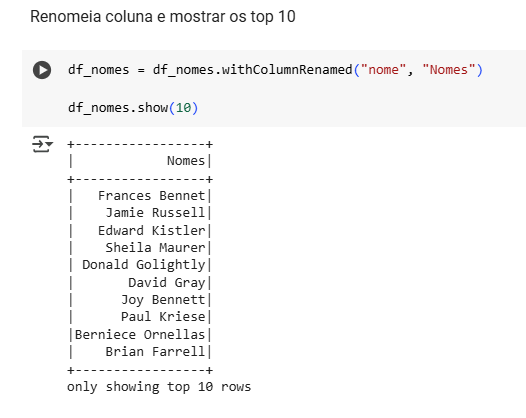 Renomeia coluna e mostrar os top 10
df_nomes = df_nomes.withColumnRenamed("nome", "Nomes")
df_nomes.show(10)
+-----------------+
|            Nomes|
+-----------------+
|   Frances Bennet|
|    Jamie Russell|
|   Edward Kistler|
|    Sheila Maurer|
| Donald Golightly|
|       David Gray|
|      Joy Bennett|
|      Paul Kriese|
|Berniece Ornellas|
|    Brian Farrell|
+-----------------+
only showing top 10 rows